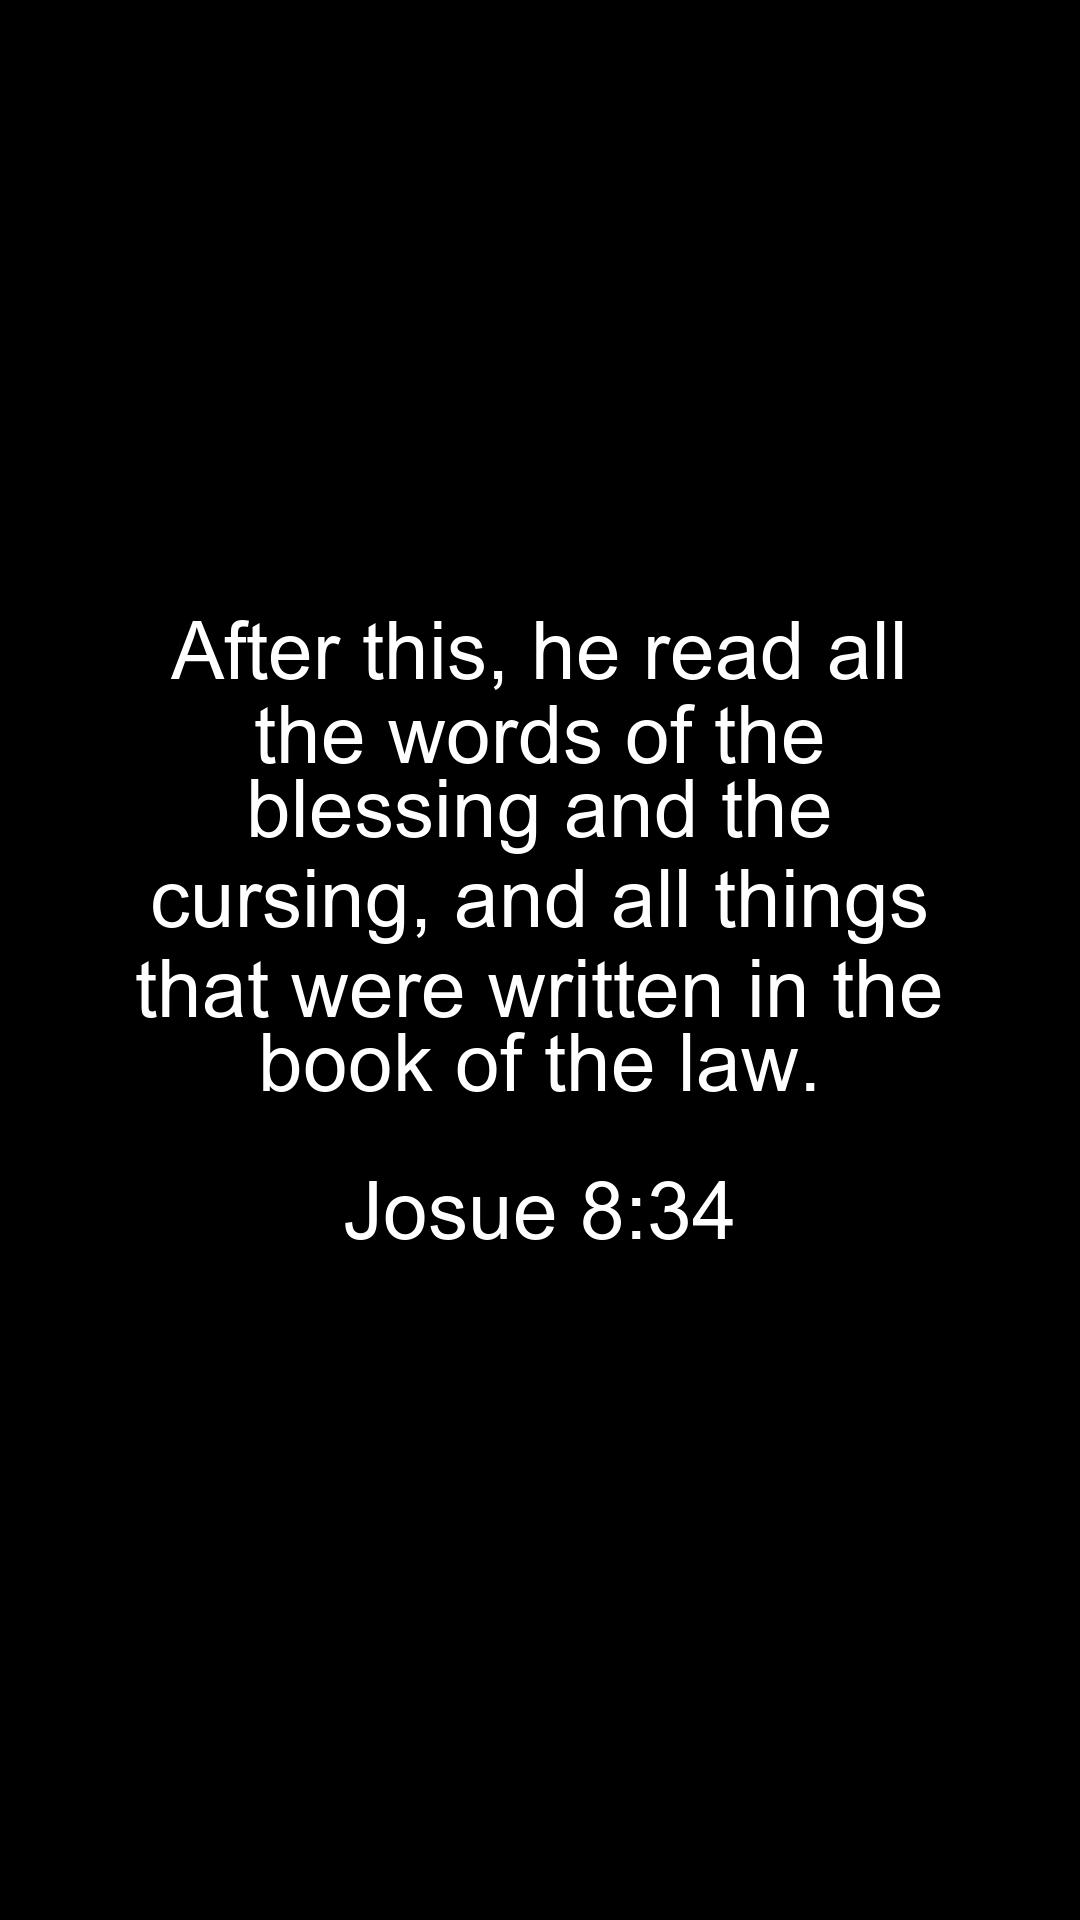 After this, he read all
the words of the
blessing and the
cursing, and all things
that were written in the
book of the law.
Josue 8:34